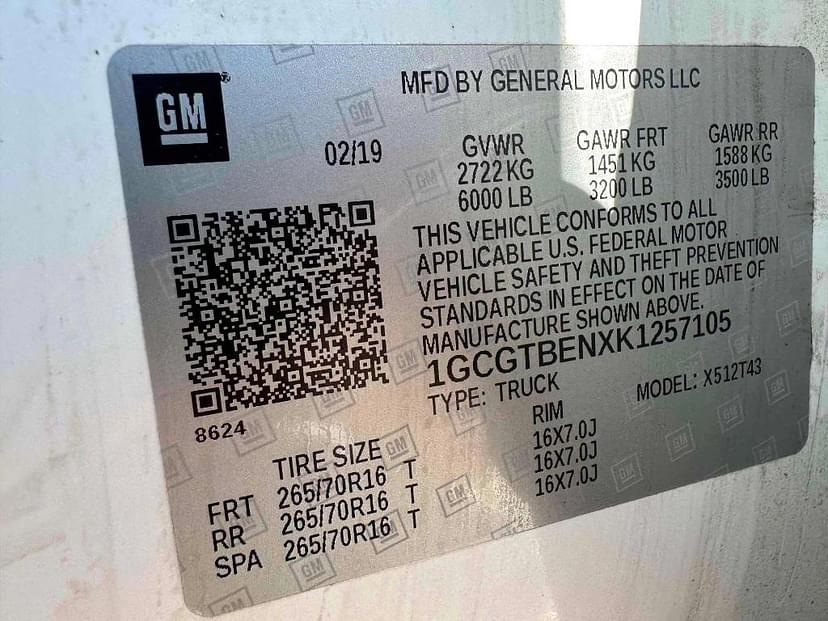 GM
MFD BY GENERAL MOTORS LLC
02/19
GVWR GAWR FRT GAWR RR
2722 KG 1451 KG 1588 KG
6000 LB 3200 LB 3500 LB
THIS VEHICLE CONFORMS TO ALL
APPLICABLE U.S. FEDERAL MOTOR
VEHICLE SAFETY AND THEFT PREVENTION
STANDARDS IN EFFECT ON THE DATE OF
MANUFACTURE SHOWN ABOVE.
1GCGTBENXK1257105
TYPE: TRUCK MODEL: X512T43
8624
TIRE SIZE RIM
FRT 265/70R16 T 16X7.0J
RR 265/70R16 T 16X7.0J
SPA 265/70R16 T 16X7.0J